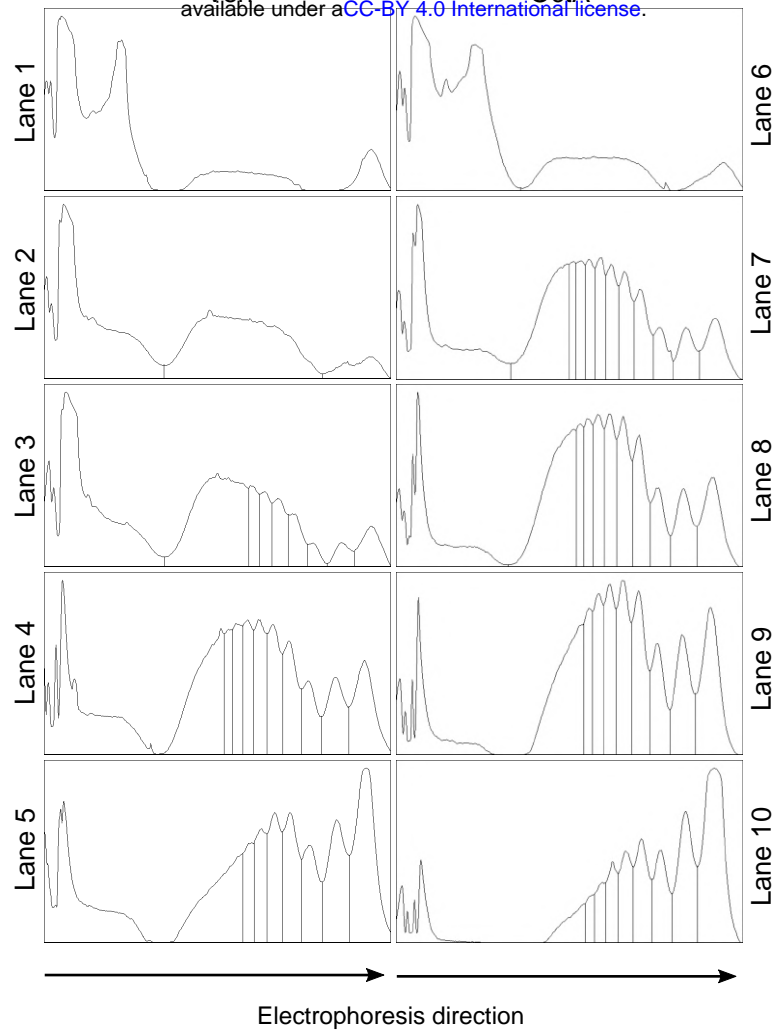 available under aCC-BY 4.0 International license.
Lane 1
Lane 6
Lane 2
Lane 7
Lane 3
Lane 8
Lane 4
Lane 9
Lane 5
Lane 10
Electrophoresis direction